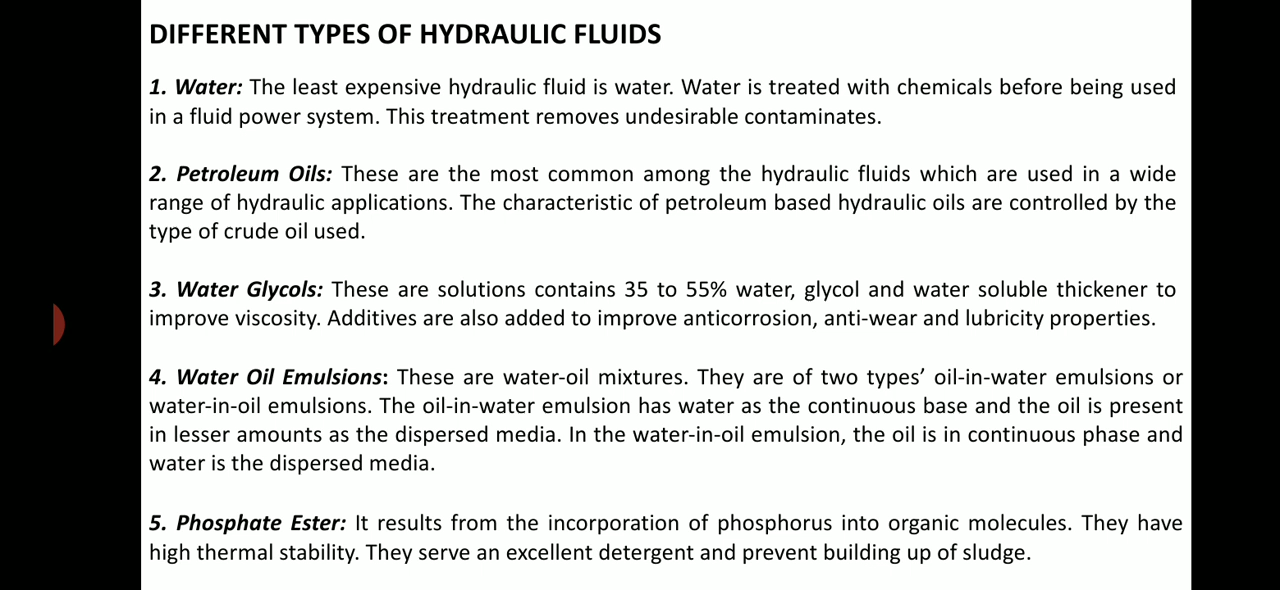 DIFFERENT TYPES OF HYDRAULIC FLUIDS
1. Water: The least expensive hydraulic fluid is water. Water is treated with chemicals before being used
in a fluid power system. This treatment removes undesirable contaminates.
2. Petroleum Oils: These are the most common among the hydraulic fluids which are used in a wide
range of hydraulic applications. The characteristic of petroleum based hydraulic oils are controlled by the
type of crude oil used.
3. Water Glycols: These are solutions contains 35 to 55% water, glycol and water soluble thickener to
improve viscosity. Additives are also added to improve anticorrosion, anti-wear and lubricity properties.
4. Water Oil Emulsions: These are water-oil mixtures. They are of two types’ oil-in-water emulsions or
water-in-oil emulsions. The oil-in-water emulsion has water as the continuous base and the oil is present
in lesser amounts as the dispersed media. In the water-in-oil emulsion, the oil is in continuous phase and
water is the dispersed media.
5. Phosphate Ester: It results from the incorporation of phosphorus into organic molecules. They have
high thermal stability. They serve an excellent detergent and prevent building up of sludge.